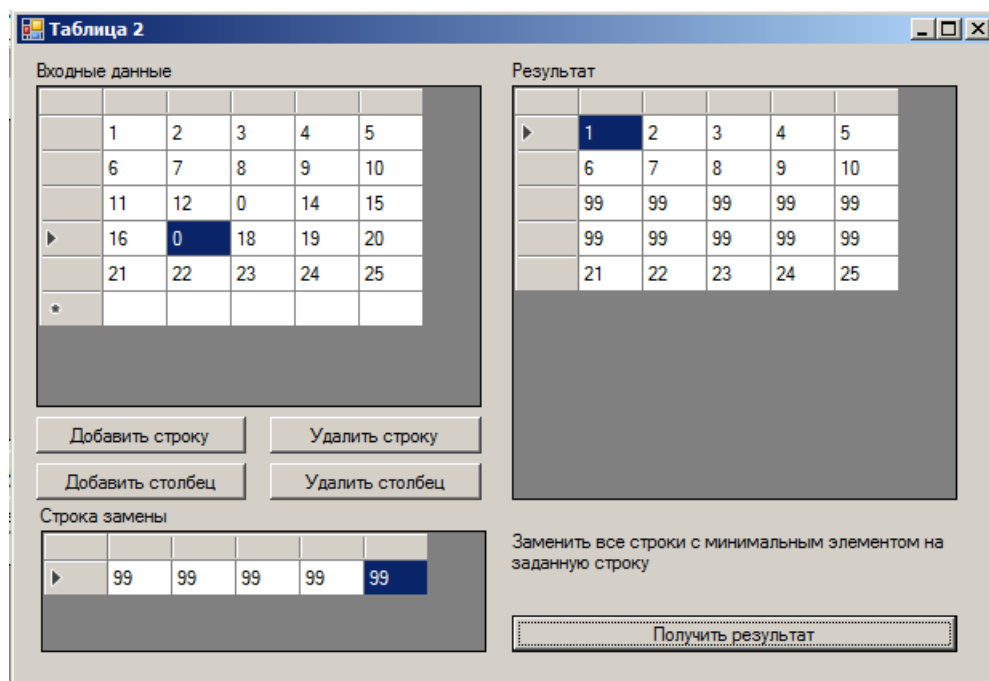 Таблица 2
Входные данные
1 2 3 4 5
6 7 8 9 10
11 12 0 14 15
16 0 18 19 20
21 22 23 24 25
Добавить строку Удалить строку
Добавить столбец Удалить столбец
Строка замены
99 99 99 99 99
Результат
1 2 3 4 5
6 7 8 9 10
99 99 99 99 99
99 99 99 99 99
21 22 23 24 25
Заменить все строки с минимальным элементом на
заданную строку
Получить результат